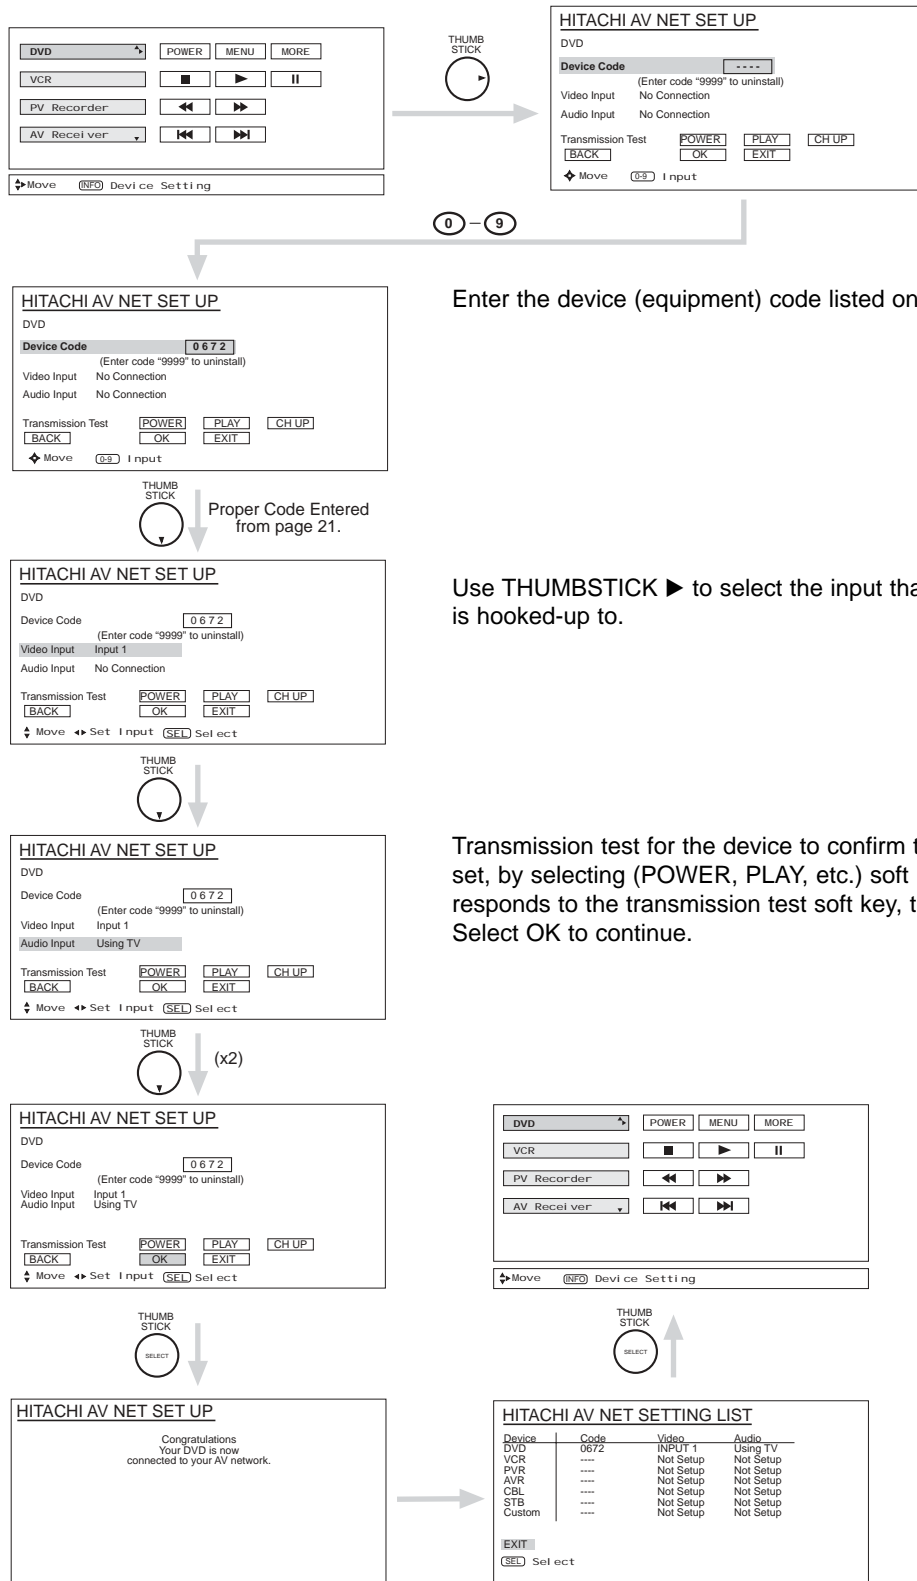 DVD
POWER MENU MORE
VCR
PV Recorder
AV Receiver
Move INFO Device Setting
THUMB
STICK
HITACHI AV NET SET UP
DVD
Device Code - - - -
(Enter code “9999” to uninstall)
Video Input No Connection
Audio Input No Connection
Transmission Test POWER PLAY CH UP
BACK OK EXIT
Move 0-9 Input
0 – 9
HITACHI AV NET SET UP
DVD
Device Code 0 6 7 2
(Enter code “9999” to uninstall)
Video Input No Connection
Audio Input No Connection
Transmission Test POWER PLAY CH UP
BACK OK EXIT
Move 0-9 Input
Enter the device (equipment) code listed on
THUMB
STICK
Proper Code Entered
from page 21.
HITACHI AV NET SET UP
DVD
Device Code 0 6 7 2
(Enter code “9999” to uninstall)
Video Input Input 1
Audio Input No Connection
Transmission Test POWER PLAY CH UP
BACK OK EXIT
Move Set Input SEL Select
Use THUMBSTICK ▶ to select the input tha
is hooked-up to.
THUMB
STICK
HITACHI AV NET SET UP
DVD
Device Code 0 6 7 2
(Enter code “9999” to uninstall)
Video Input Input 1
Audio Input Using TV
Transmission Test POWER PLAY CH UP
BACK OK EXIT
Move Set Input SEL Select
Transmission test for the device to confirm t
set, by selecting (POWER, PLAY, etc.) soft
responds to the transmission test soft key, t
Select OK to continue.
THUMB
STICK
(x2)
HITACHI AV NET SET UP
DVD
Device Code 0 6 7 2
(Enter code “9999” to uninstall)
Video Input Input 1
Audio Input Using TV
Transmission Test POWER PLAY CH UP
BACK OK EXIT
Move Set Input SEL Select
THUMB
STICK
SELECT
HITACHI AV NET SET UP
Congratulations
Your DVD is now
connected to your AV network.
HITACHI AV NET SETTING LIST
Device Code Video Audio
DVD 0672 INPUT 1 Using TV
VCR ---- Not Setup Not Setup
PVR ---- Not Setup Not Setup
AVR ---- Not Setup Not Setup
CBL ---- Not Setup Not Setup
STB ---- Not Setup Not Setup
Custom ---- Not Setup Not Setup
EXIT
SEL Select
THUMB
STICK
SELECT
DVD
POWER MENU MORE
VCR
PV Recorder
AV Receiver
Move INFO Device Setting